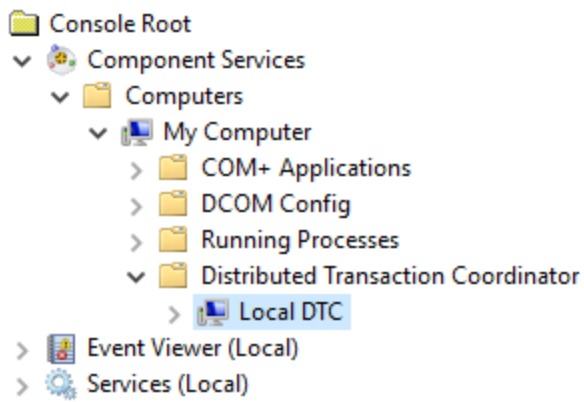 Console Root
Component Services
Computers
My Computer
COM+ Applications
DCOM Config
Running Processes
Distributed Transaction Coordinator
Local DTC
Event Viewer (Local)
Services (Local)